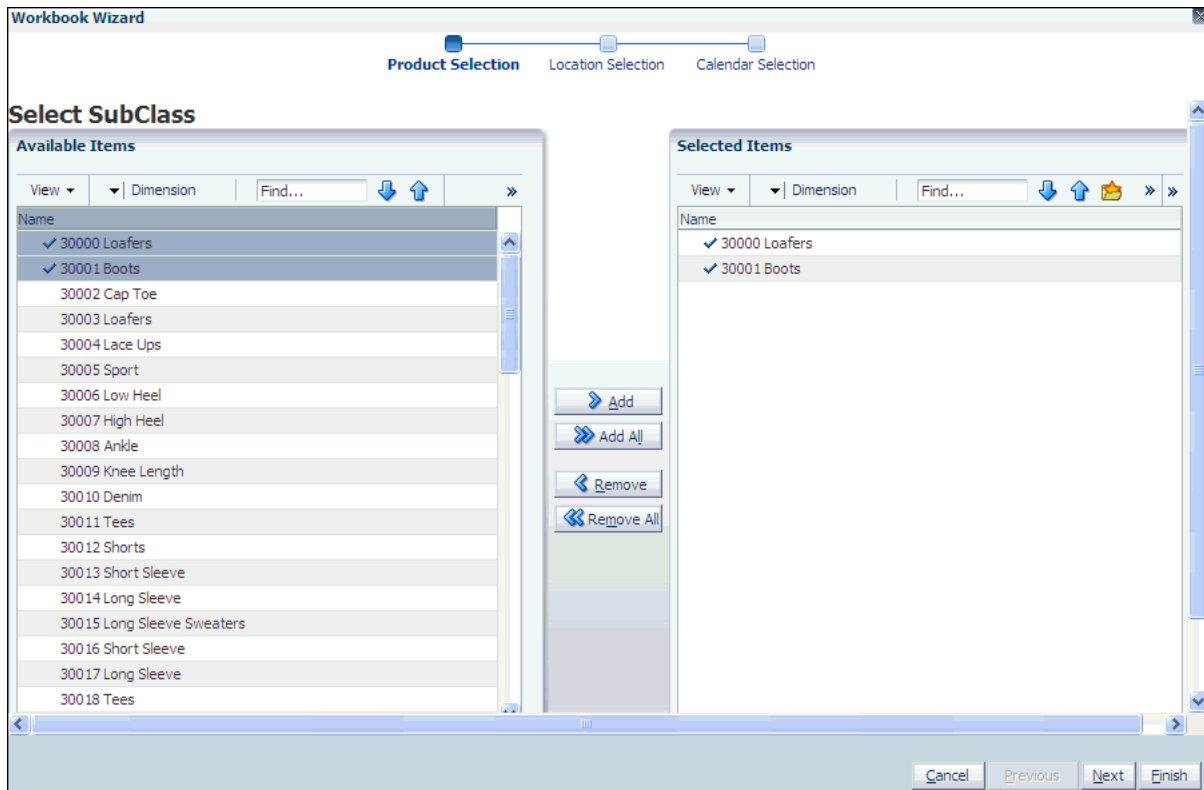 Workbook Wizard
Product Selection
Location Selection
Calendar Selection
Select SubClass
Available Items
View
Dimension
Find...
»
Name
30000 Loafers
30001 Boots
30002 Cap Toe
30003 Loafers
30004 Lace Ups
30005 Sport
30006 Low Heel
30007 High Heel
30008 Ankle
30009 Knee Length
30010 Denim
30011 Tees
30012 Shorts
30013 Short Sleeve
30014 Long Sleeve
30015 Long Sleeve Sweaters
30016 Short Sleeve
30017 Long Sleeve
30018 Tees
Add
Add All
Remove
Remove All
Selected Items
View
Dimension
Find...
» »
Name
30000 Loafers
30001 Boots
Cancel
Previous
Next
Finish